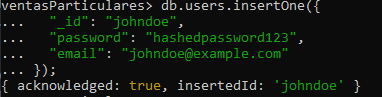 ventasParticulares> db.users.insertOne({
...   "_id": "johndoe",
...   "password": "hashedpassword123",
...   "email": "johndoe@example.com"
... });
{ acknowledged: true, insertedId: 'johndoe' }